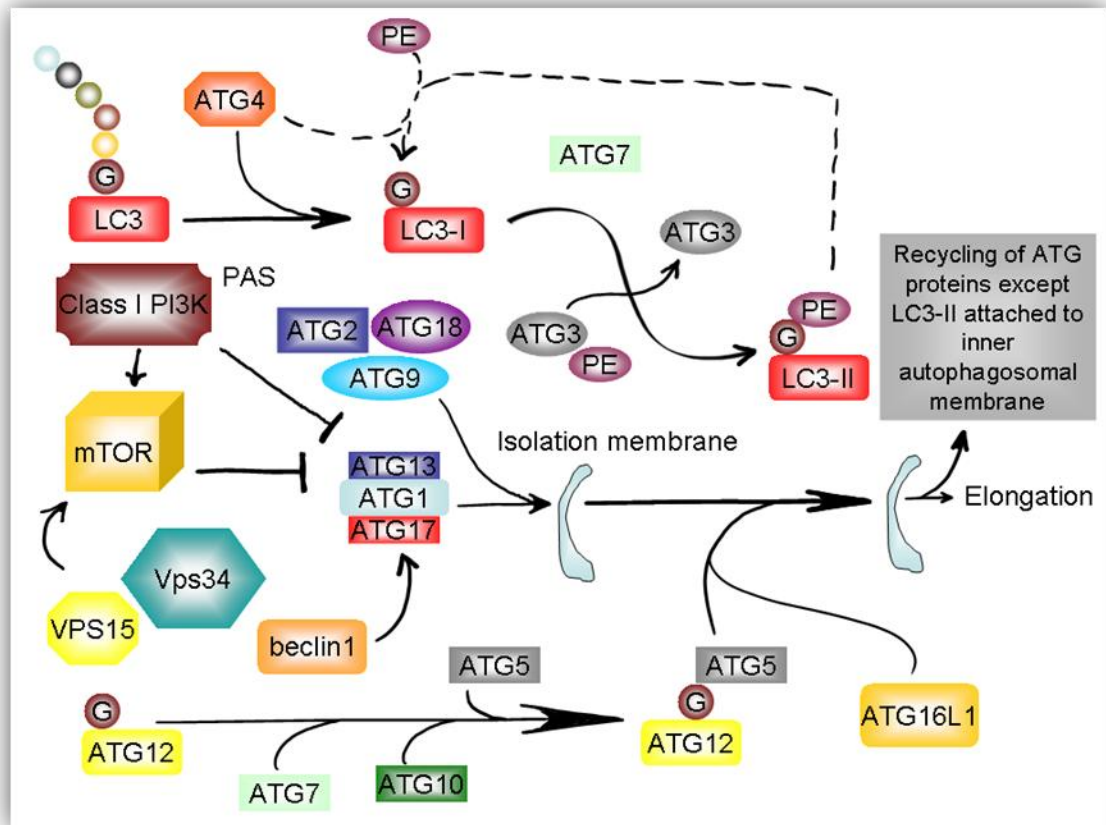 PE
ATG4
G
LC3
G
LC3-I
ATG7
ATG3
ATG3
PE
PE
G
LC3-II
Recycling of ATG
proteins except
LC3-II attached to
inner
autophagosomal
membrane
Class I PI3K
PAS
ATG2
ATG18
ATG9
mTOR
ATG13
ATG1
ATG17
Isolation membrane
Elongation
Vps34
VPS15
beclin1
G
ATG12
ATG7
ATG10
ATG5
ATG5
G
ATG12
ATG16L1